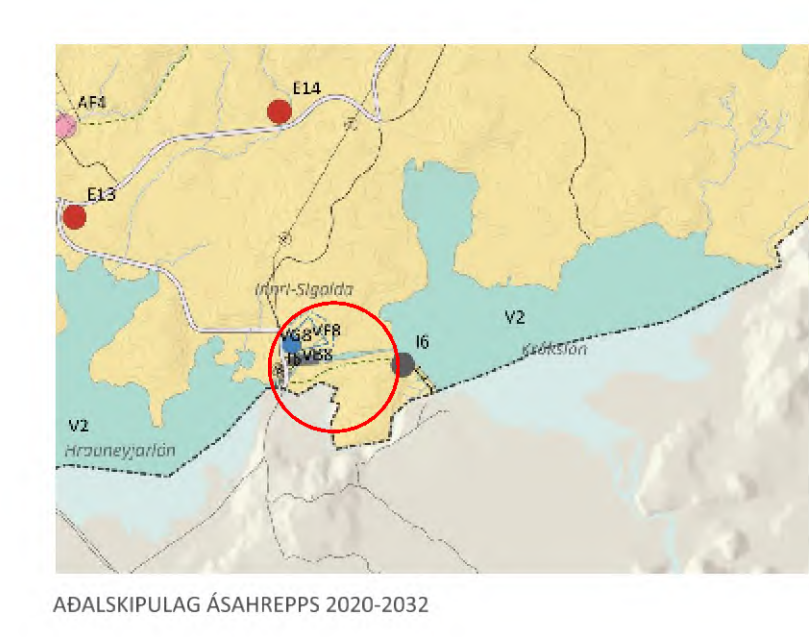 AF4
E14
E13
Innri-Sigalda
VG8
VF8
VB8
I6
V2
Krókslón
V2
Hrauneyjarlón
AÐALSKIPULAG ÁSAHREPPS 2020-2032